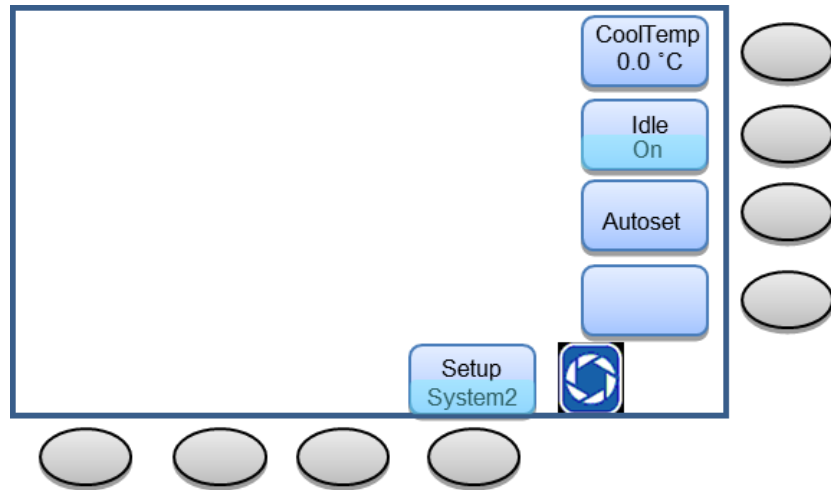 CoolTemp
0.0 °C
Idle
On
Autoset
Setup
System2